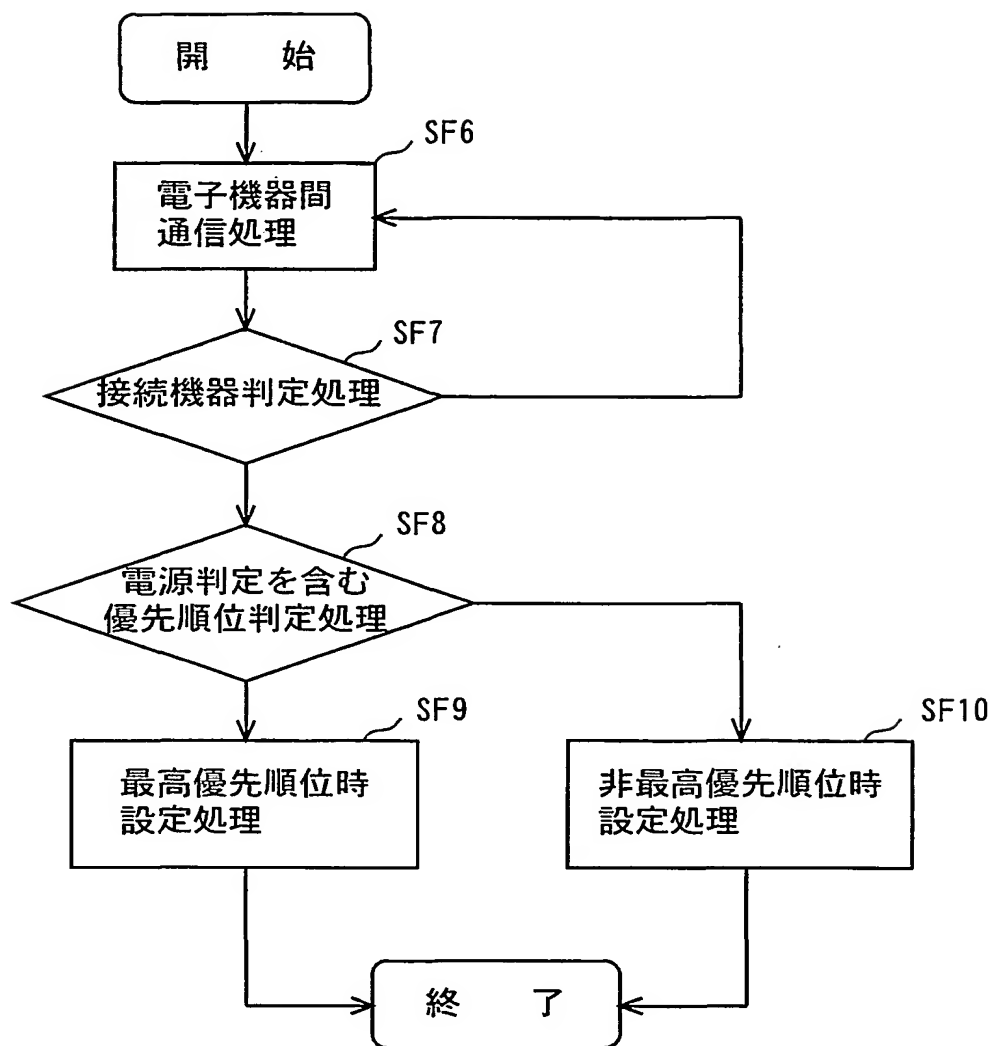 開 始
SF6
電子機器間
通信処理
SF7
接続機器判定処理
SF8
電源判定を含む
優先順位判定処理
SF9
最高優先順位時
設定処理
SF10
非最高優先順位時
設定処理
終 了